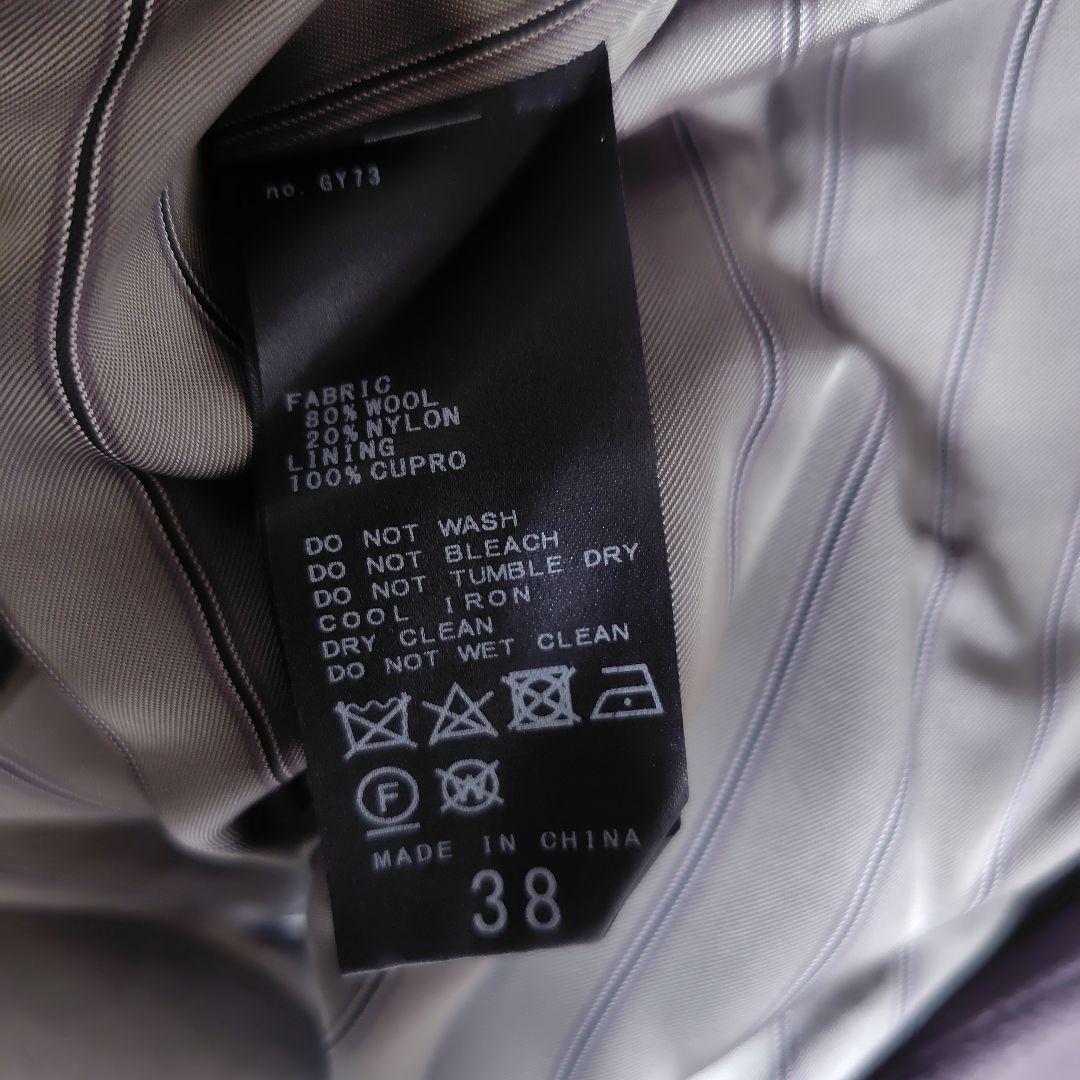 no. GY73
FABRIC
80% WOOL
20% NYLON
LINING
100% CUPRO
DO NOT WASH
DO NOT BLEACH
DO NOT TUMBLE DRY
COOL IRON
DRY CLEAN
DO NOT WET CLEAN
F W
MADE IN CHINA
38